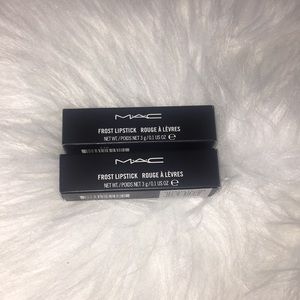 MAC
FROST LIPSTICK ROUGE À LÈVRES
NET WT./POIDS NET 3 g/0.1 US OZ ℮
MAC
FROST LIPSTICK ROUGE À LÈVRES
NET WT./POIDS NET 3 g/0.1 US OZ ℮